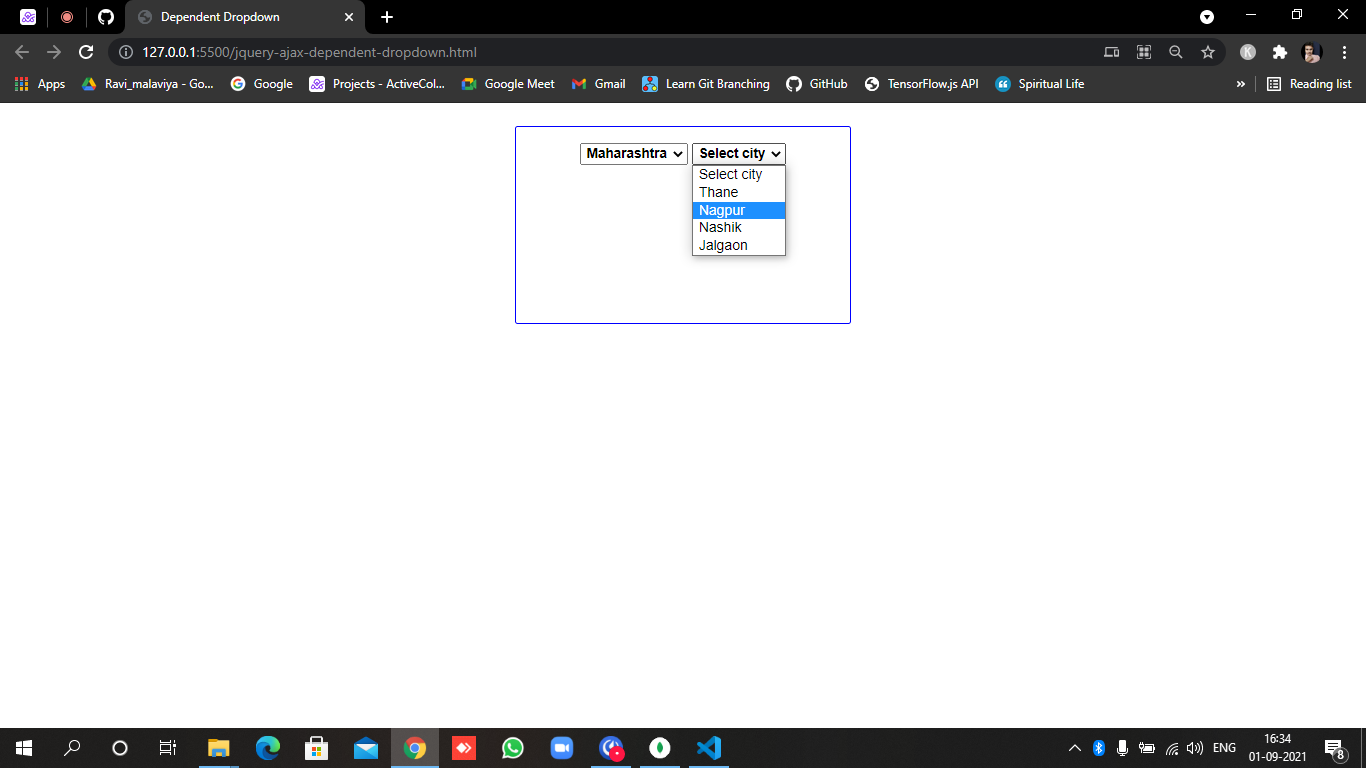 Dependent Dropdown
127.0.0.1:5500/jquery-ajax-dependent-dropdown.html
K
Apps
Ravi_malaviya - Go...
Google
Projects - ActiveCol...
Google Meet
Gmail
Learn Git Branching
GitHub
TensorFlow.js API
Spiritual Life
»
Reading list
Maharashtra
Select city
Select city
Thane
Nagpur
Nashik
Jalgaon
ENG
16:34
01-09-2021
8